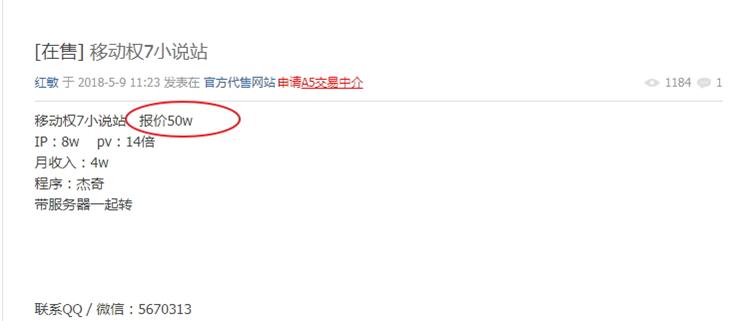 [在售] 移动权7小说站
红敏 于 2018-5-9 11:23 发表在 官方代售网站 申请A5交易中介 1184 1
移动权7小说站 报价50w
IP：8w pv：14倍
月收入：4w
程序：杰奇
带服务器一起转
联系QQ / 微信：5670313